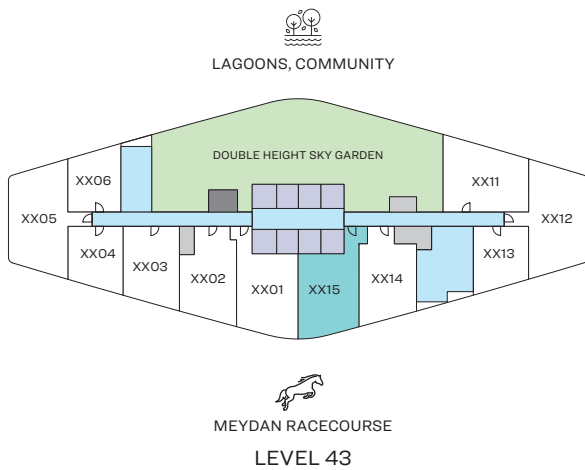 LAGOONS, COMMUNITY
DOUBLE HEIGHT SKY GARDEN
XX06
XX11
XX05
XX12
XX04
XX03
XX02
XX01
XX15
XX14
XX13
MEYDAN RACECOURSE
LEVEL 43